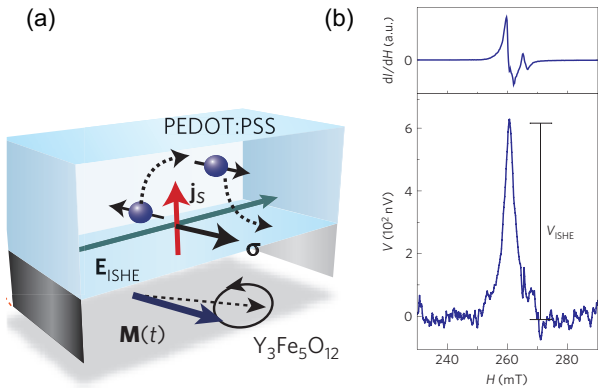 (a)
PEDOT:PSS
jS
EISHE
σ
M(t)
Y3Fe5O12
(b)
dI/dH (a.u.)
0
V (10² nV)
6
4
2
0
VISHE
240
260
280
H (mT)